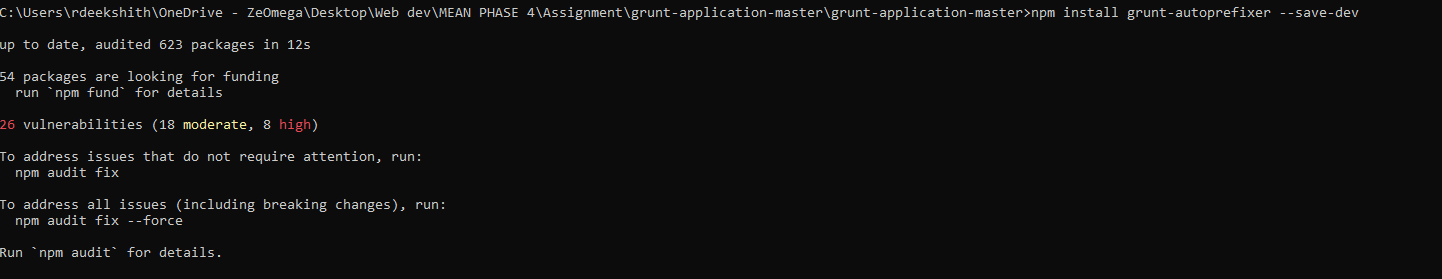 C:\Users\rdeekshith\OneDrive - ZeOmega\Desktop\Web dev\MEAN PHASE 4\Assignment\grunt-application-master\grunt-application-master>npm install grunt-autoprefixer --save-dev
up to date, audited 623 packages in 12s
54 packages are looking for funding
run `npm fund` for details
26 vulnerabilities (18 moderate, 8 high)
To address issues that do not require attention, run:
npm audit fix
To address all issues (including breaking changes), run:
npm audit fix --force
Run `npm audit` for details.